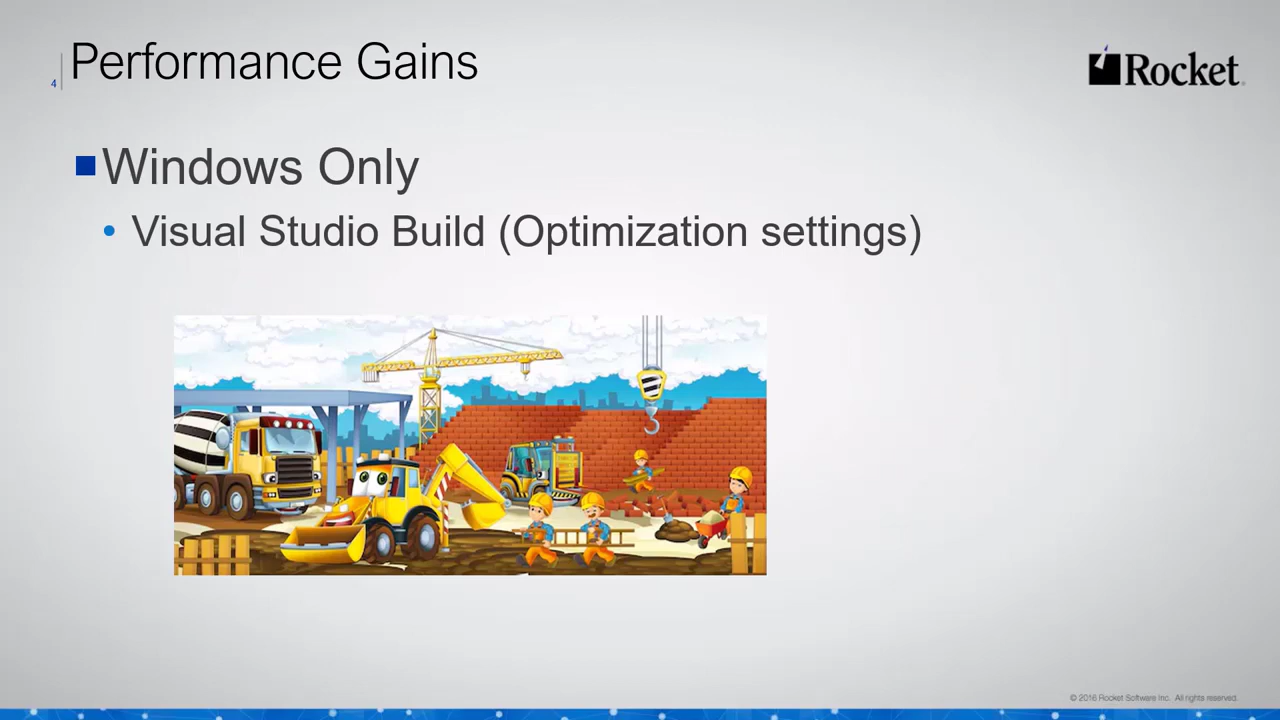 Performance Gains
4
Rocket
Windows Only
• Visual Studio Build (Optimization settings)
© 2016 Rocket Software Inc. All rights reserved.